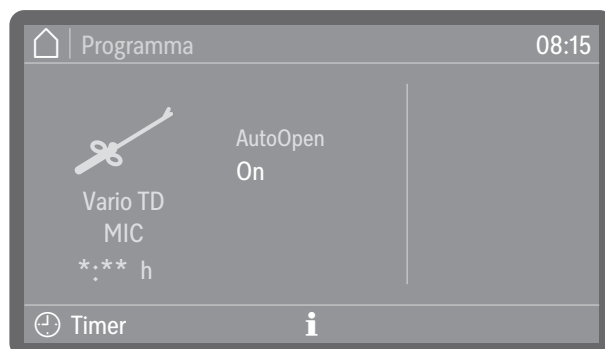 Programma
08:15
AutoOpen
On
Vario TD
MIC
*:** h
Timer
i